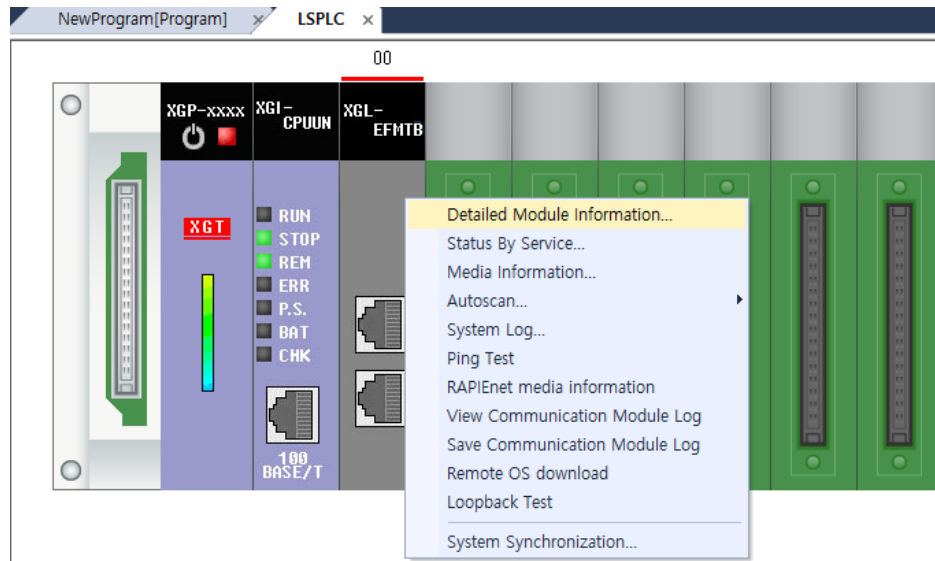 NewProgram[Program] ×
LSPLC ×
00
XGP-xxxx
XGI-
CPUUN
XGL-
EFMTB
XGT
RUN
STOP
REM
ERR
P.S.
BAT
CHK
100
BASE/T
Detailed Module Information...
Status By Service...
Media Information...
Autoscan...
System Log...
Ping Test
RAPIEnet media information
View Communication Module Log
Save Communication Module Log
Remote OS download
Loopback Test
System Synchronization...